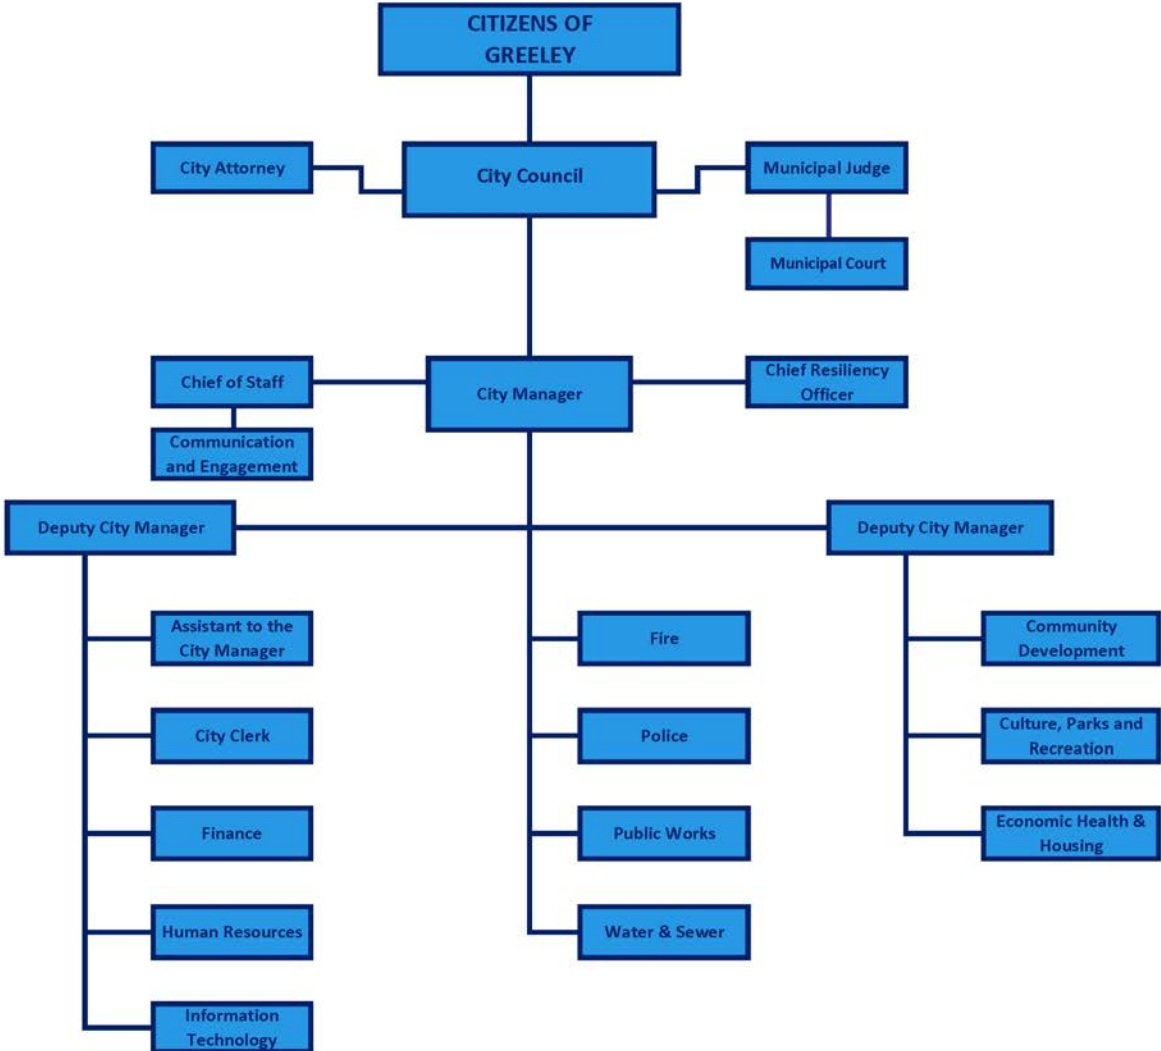 CITIZENS OF
GREELEY
City Attorney
City Council
Municipal Judge
Municipal Court
Chief of Staff
City Manager
Chief Resiliency
Officer
Communication
and Engagement
Deputy City Manager
Deputy City Manager
Assistant to the
City Manager
Fire
Community
Development
City Clerk
Police
Culture, Parks and
Recreation
Finance
Public Works
Economic Health &
Housing
Human Resources
Water & Sewer
Information
Technology